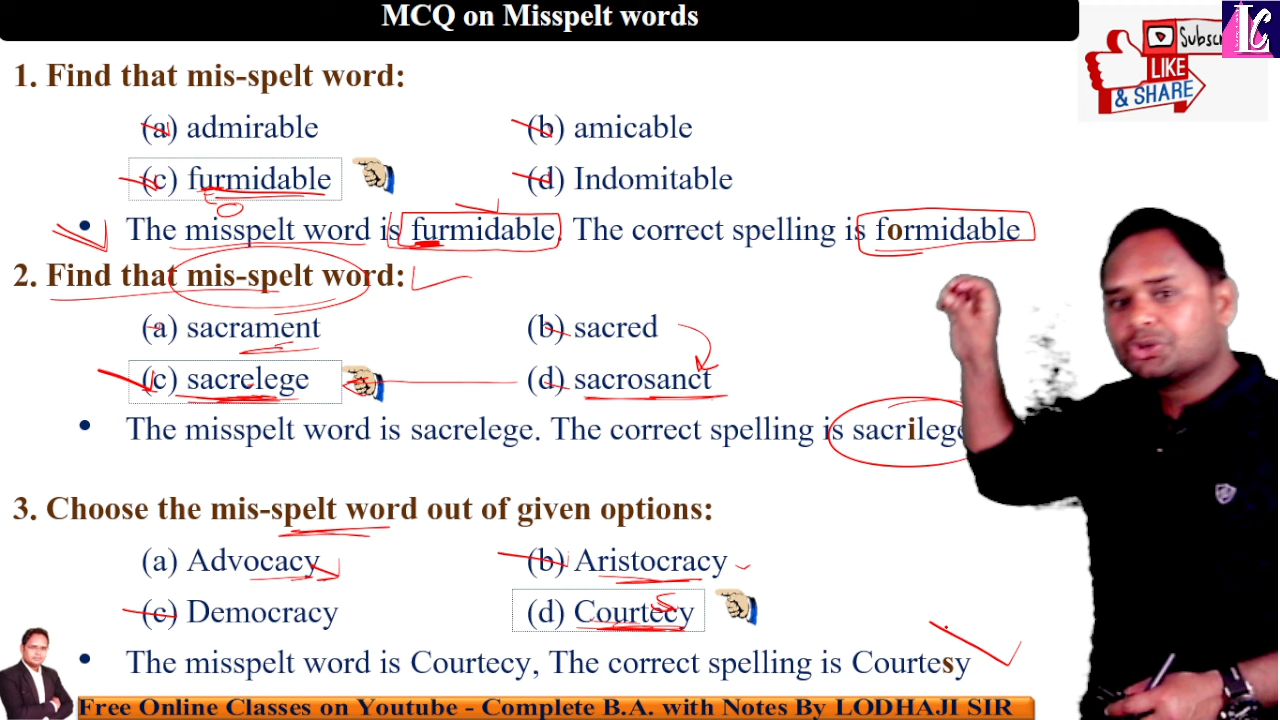 MCQ on Misspelt words
Subscr
LIKE
& SHARE
LC
1. Find that mis-spelt word:
(a) admirable (b) amicable
(c) furmidable (d) Indomitable
• The misspelt word is furmidable. The correct spelling is formidable
2. Find that mis-spelt word:
(a) sacrament (b) sacred
(c) sacrelege (d) sacrosanct
• The misspelt word is sacrelege. The correct spelling is sacrilege
3. Choose the mis-spelt word out of given options:
(a) Advocacy (b) Aristocracy
(c) Democracy (d) Courtecy
• The misspelt word is Courtecy, The correct spelling is Courtesy
Free Online Classes on Youtube - Complete B.A. with Notes By LODHAJI SIR